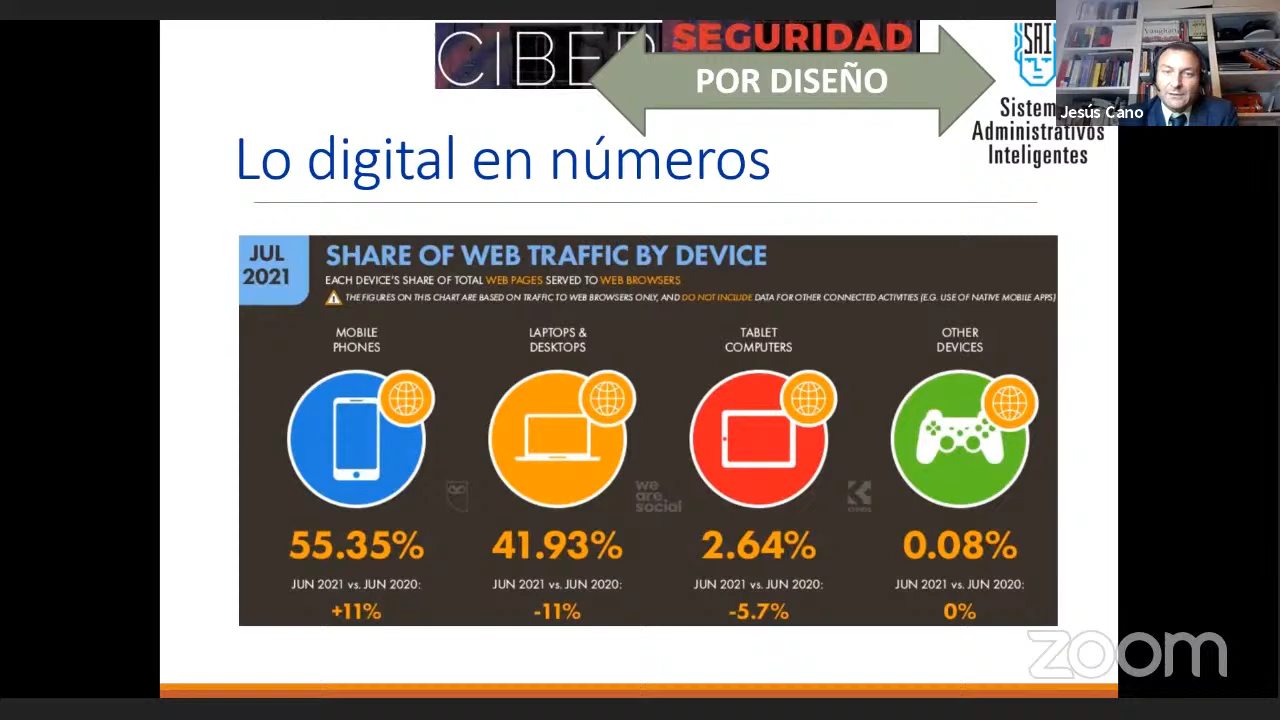 CIBER
SEGURIDAD
POR DISEÑO
SAI
Administrativos
Inteligentes
Jesús Cano
Lo digital en números
JUL
2021
SHARE OF WEB TRAFFIC BY DEVICE
EACH DEVICE'S SHARE OF TOTAL WEB PAGES SERVED TO WEB BROWSERS
THE FIGURES ON THIS CHART ARE BASED ON TRAFFIC TO WEB BROWSERS ONLY, AND DO NOT INCLUDE DATA FOR OTHER CONNECTED ACTIVITIES (E.G. USE OF NATIVE MOBILE APPS)
MOBILE
PHONES
LAPTOPS &
DESKTOPS
TABLET
COMPUTERS
OTHER
DEVICES
we
are
social
55.35%
41.93%
2.64%
0.08%
JUN 2021 vs. JUN 2020:
JUN 2021 vs. JUN 2020:
JUN 2021 vs. JUN 2020:
JUN 2021 vs. JUN 2020:
+11%
-11%
-5.7%
0%
zoom